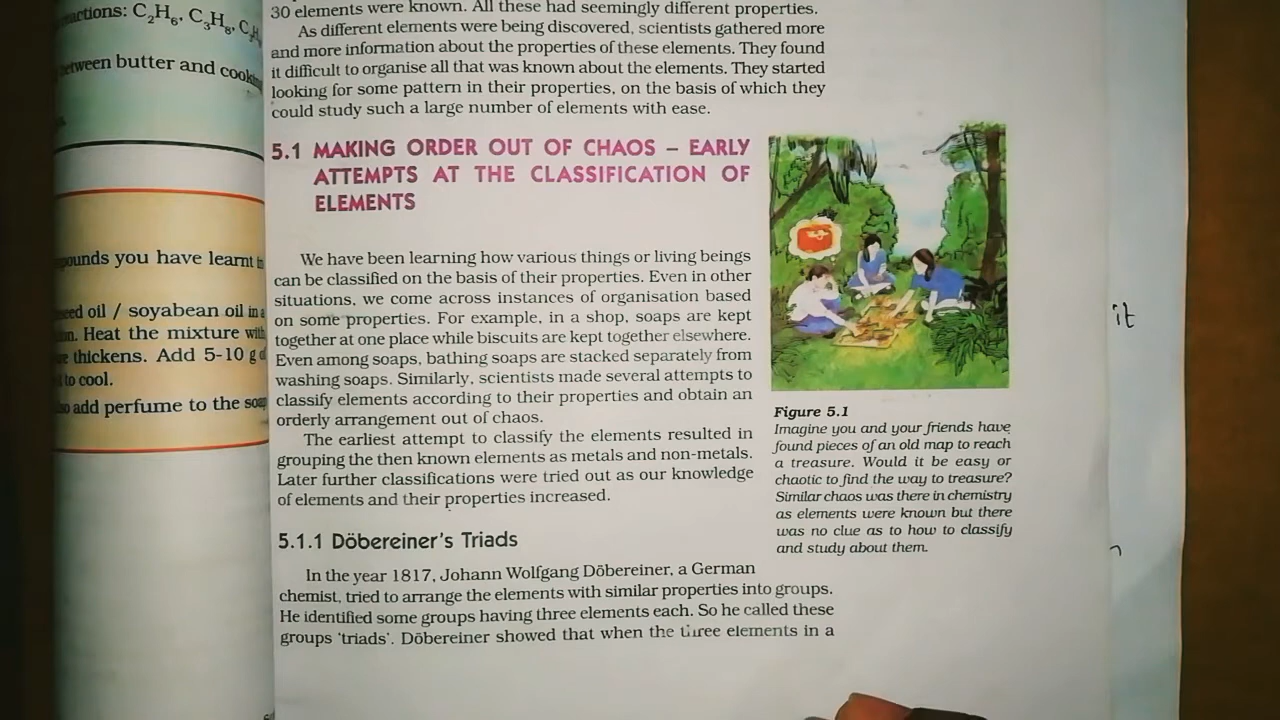 actions: C₂H₆, C₃H₈, C₄H
between butter and cook
pounds you have learnt
seed oil / soyabean oil in a
Heat the mixture with
thickens. Add 5-10 g of
to cool.
also add perfume to the soap
30 elements were known. All these had seemingly different properties.
As different elements were being discovered, scientists gathered more
and more information about the properties of these elements. They found
it difficult to organise all that was known about the elements. They started
looking for some pattern in their properties, on the basis of which they
could study such a large number of elements with ease.
5.1 MAKING ORDER OUT OF CHAOS – EARLY
ATTEMPTS AT THE CLASSIFICATION OF
ELEMENTS
We have been learning how various things or living beings
can be classified on the basis of their properties. Even in other
situations, we come across instances of organisation based
on some properties. For example, in a shop, soaps are kept
together at one place while biscuits are kept together elsewhere.
Even among soaps, bathing soaps are stacked separately from
washing soaps. Similarly, scientists made several attempts to
classify elements according to their properties and obtain an
orderly arrangement out of chaos.
The earliest attempt to classify the elements resulted in
grouping the then known elements as metals and non-metals.
Later further classifications were tried out as our knowledge
of elements and their properties increased.
5.1.1 Döbereiner's Triads
In the year 1817, Johann Wolfgang Döbereiner, a German
chemist, tried to arrange the elements with similar properties into groups.
He identified some groups having three elements each. So he called these
groups 'triads'. Döbereiner showed that when the three elements in a
Figure 5.1
Imagine you and your friends have
found pieces of an old map to reach
a treasure. Would it be easy or
chaotic to find the way to treasure?
Similar chaos was there in chemistry
as elements were known but there
was no clue as to how to classify
and study about them.
it